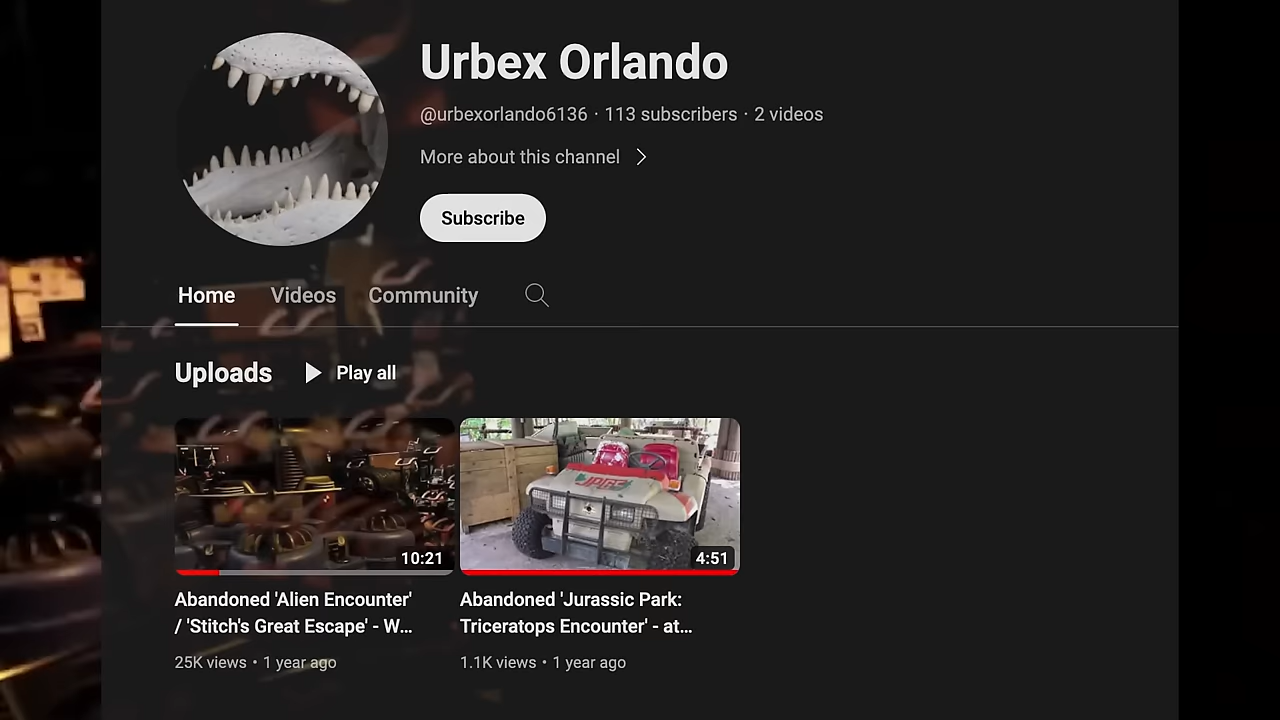 Urbex Orlando
@urbexorlando6136 · 113 subscribers · 2 videos
More about this channel
Subscribe
Home Videos Community
Uploads Play all
JPGE
10:21
4:51
Abandoned 'Alien Encounter'
/ 'Stitch's Great Escape' - W...
25K views • 1 year ago
Abandoned 'Jurassic Park:
Triceratops Encounter' - at...
1.1K views • 1 year ago